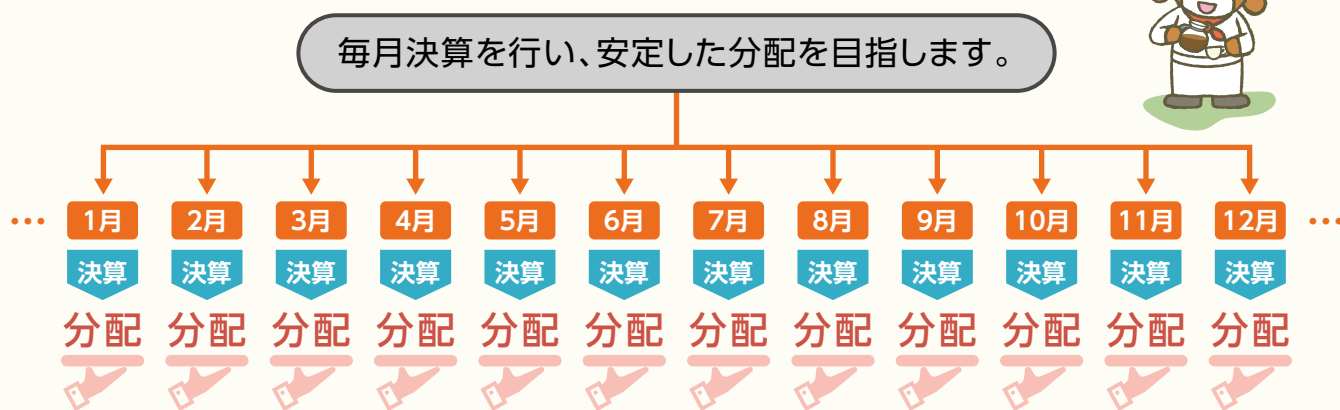 毎月決算を行い、安定した分配を目指します。
… 1月 2月 3月 4月 5月 6月 7月 8月 9月 10月 11月 12月 …
決算 決算 決算 決算 決算 決算 決算 決算 決算 決算 決算 決算
分配 分配 分配 分配 分配 分配 分配 分配 分配 分配 分配 分配